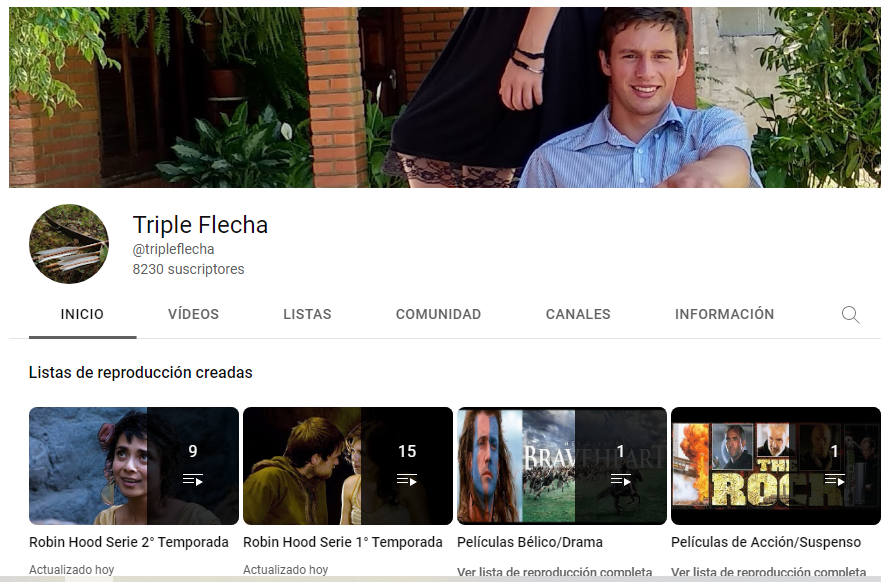 Triple Flecha
@tripleflecha
8230 suscriptores
INICIO VÍDEOS LISTAS COMUNIDAD CANALES INFORMACIÓN
Listas de reproducción creadas
9 15 BRAVEHEART 1 THE ROCK 1
Robin Hood Serie 2° Temporada Robin Hood Serie 1° Temporada Películas Bélico/Drama Películas de Acción/Suspenso
Actualizado hoy Actualizado hoy Ver lista de reproducción completa Ver lista de reproducción completa